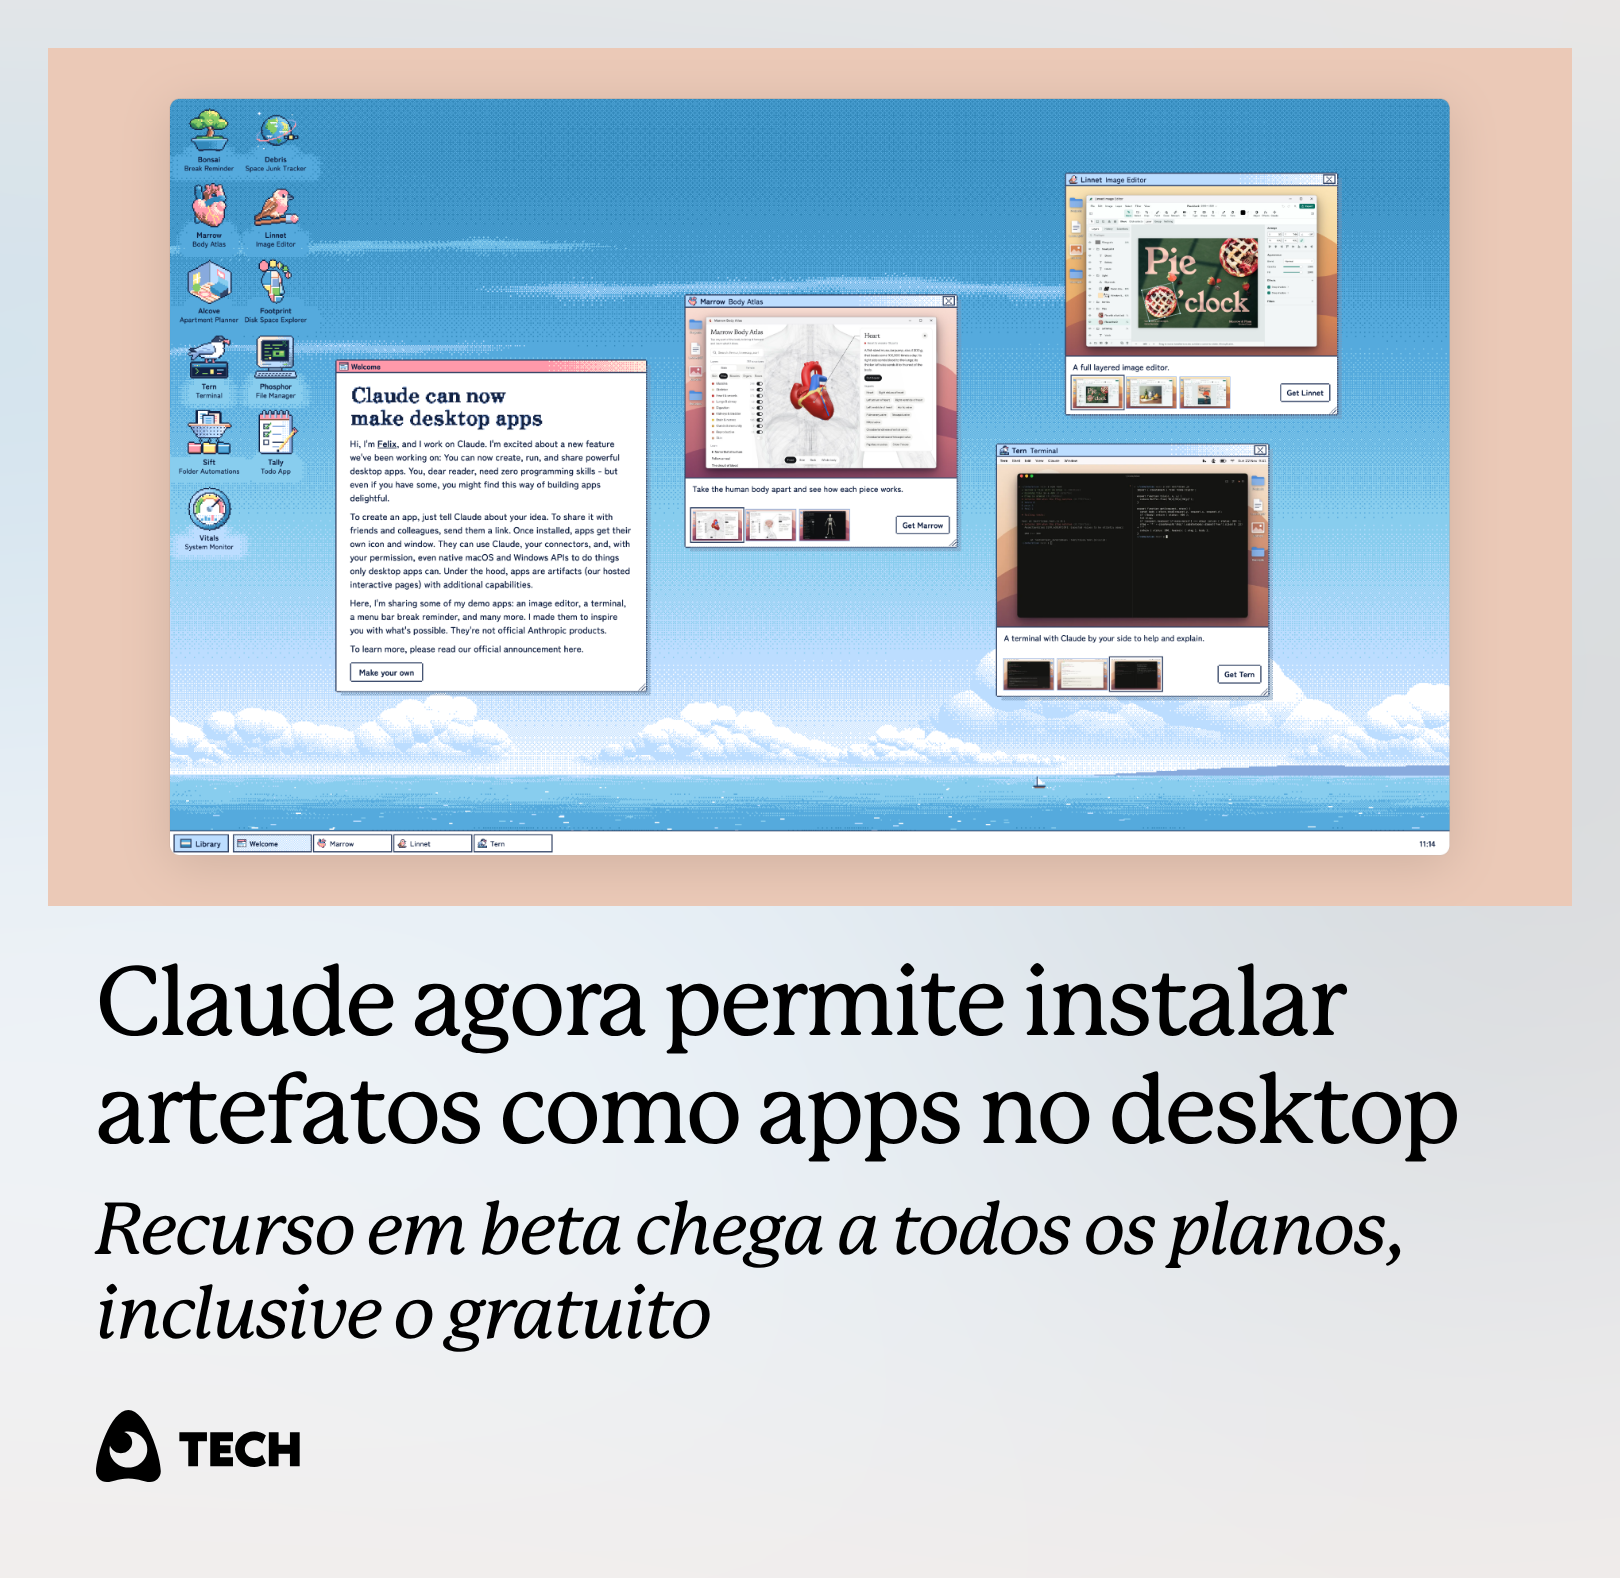 Bonsai
Break Reminder
Debris
Space Junk Tracker
Marrow
Body Atlas
Linnet
Image Editor
Alcove
Apartment Planner
Footprint
Disk Space Explorer
Tern
Terminal
Phosphor
File Manager
Sift
Folder Automations
Tally
Todo App
Vitals
System Monitor
Welcome
Claude can now
make desktop apps
Hi, I'm Felix, and I work on Claude. I'm excited about a new feature
we've been working on: You can now create, run, and share powerful
desktop apps. You, dear reader, need zero programming skills - but
even if you have some, you might find this way of building apps
delightful.
To create an app, just tell Claude about your idea. To share it with
friends and colleagues, send them a link. Once installed, apps get their
own icon and window. They can use Claude, your connectors, and, with
your permission, even native macOS and Windows APIs to do things
only desktop apps can. Under the hood, apps are artifacts (our hosted
interactive pages) with additional capabilities.
Here, I'm sharing some of my demo apps: an image editor, a terminal,
a menu bar break reminder, and many more. I made them to inspire
you with what's possible. They're not official Anthropic products.
To learn more, please read our official announcement here.
Make your own
Marrow Body Atlas
Marrow Body Atlas
Marrow Body Atlas
Heart
Take the human body apart and see how each piece works.
Get Marrow
Linnet Image Editor
Pie
o'clock
A full layered image editor.
Get Linnet
Tern Terminal
A terminal with Claude by your side to help and explain.
Get Tern
Library
Welcome
Marrow
Linnet
Tern
11:14
Claude agora permite instalar
artefatos como apps no desktop
Recurso em beta chega a todos os planos,
inclusive o gratuito
TECH